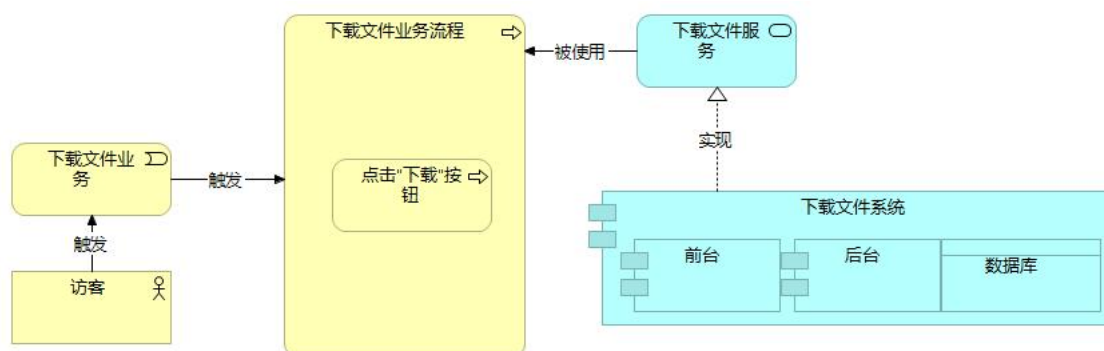 下载文件业务流程
下载文件服
务
被使用
实现
下载文件业
务
触发
点击"下载"按
钮
触发
访客
下载文件系统
前台
后台
数据库